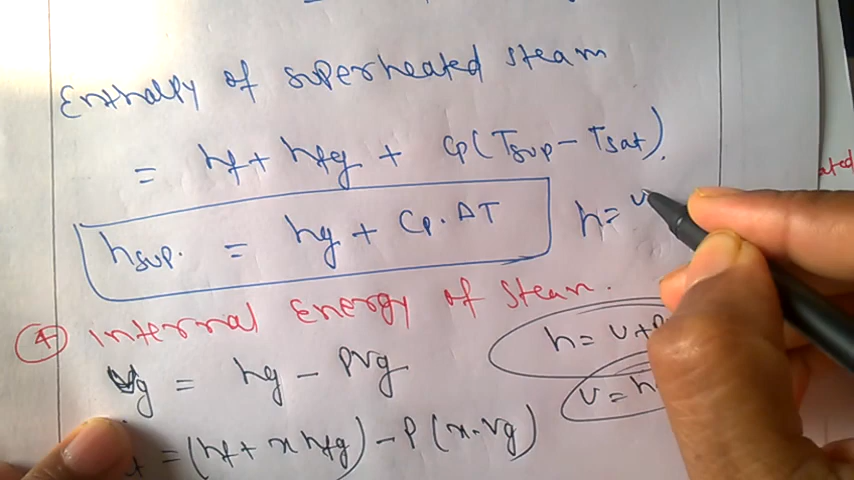 Enthalpy of superheated steam
= hf + hfg + Cp(Tsup - Tsat).
hsup. = hg + Cp. ΔT
h = u
④ Internal Energy of steam.
h = u + P
ug = hg - PVg
u = h
= (hf + x hfg) - P(x.vg)
ated